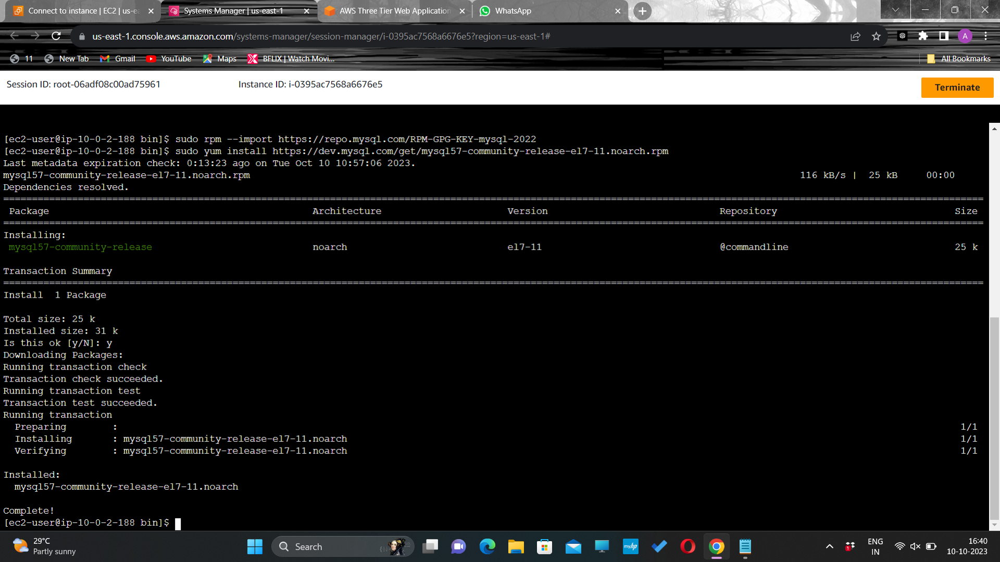 Connect to instance | EC2 | us-ea
Systems Manager | us-east-1
AWS Three Tier Web Application
WhatsApp
us-east-1.console.aws.amazon.com/systems-manager/session-manager/i-0395ac7568a6676e5?region=us-east-1#
A
11
New Tab
Gmail
YouTube
Maps
BFLIX | Watch Movi...
All Bookmarks
Session ID: root-06adf08c00ad75961
Instance ID: i-0395ac7568a6676e5
Terminate
[ec2-user@ip-10-0-2-188 bin]$ sudo rpm --import https://repo.mysql.com/RPM-GPG-KEY-mysql-2022
[ec2-user@ip-10-0-2-188 bin]$ sudo yum install https://dev.mysql.com/get/mysql57-community-release-el7-11.noarch.rpm
Last metadata expiration check: 0:13:23 ago on Tue Oct 10 10:57:06 2023.
mysql57-community-release-el7-11.noarch.rpm 116 kB/s | 25 kB 00:00
Dependencies resolved.
Package Architecture Version Repository Size
Installing:
mysql57-community-release noarch el7-11 @commandline 25 k
Transaction Summary
Install 1 Package
Total size: 25 k
Installed size: 31 k
Is this ok [y/N]: y
Downloading Packages:
Running transaction check
Transaction check succeeded.
Running transaction test
Transaction test succeeded.
Running transaction
Preparing : 1/1
Installing : mysql57-community-release-el7-11.noarch 1/1
Verifying : mysql57-community-release-el7-11.noarch 1/1
Installed:
mysql57-community-release-el7-11.noarch
Complete!
[ec2-user@ip-10-0-2-188 bin]$
29°C
Partly sunny
Search
myhp
1
ENG
IN
16:40
10-10-2023